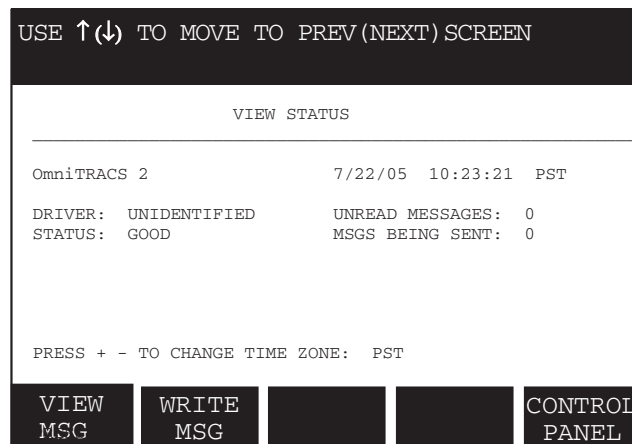 USE ↑(↓) TO MOVE TO PREV(NEXT)SCREEN
VIEW STATUS
OmniTRACS 2 7/22/05 10:23:21 PST
DRIVER: UNIDENTIFIED UNREAD MESSAGES: 0
STATUS: GOOD MSGS BEING SENT: 0
PRESS + - TO CHANGE TIME ZONE: PST
VIEW MSG
WRITE MSG
CONTROL PANEL